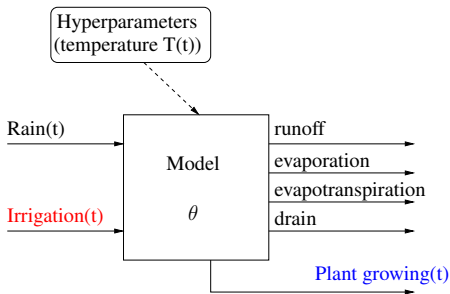 Hyperparameters
(temperature T(t))
Rain(t)
runoff
evaporation
Model
evapotranspiration
θ
Irrigation(t)
drain
Plant growing(t)